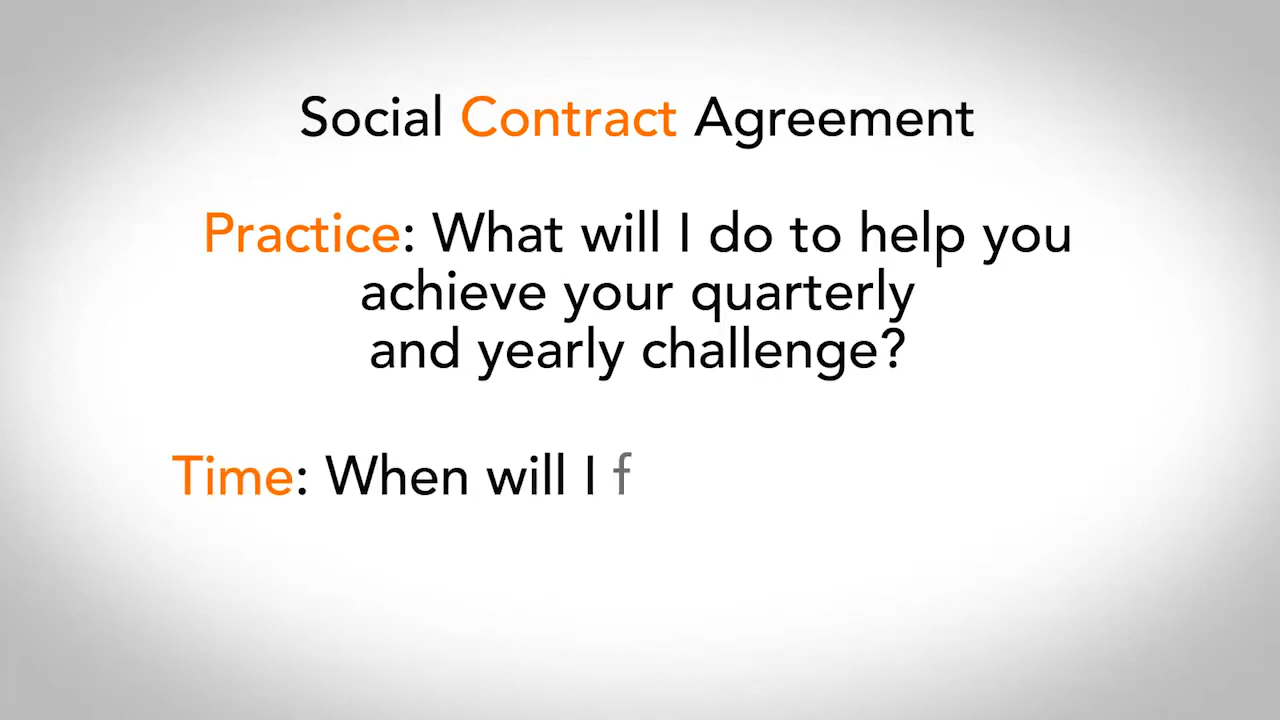 Social Contract Agreement
Practice: What will I do to help you
achieve your quarterly
and yearly challenge?
Time: When will I f